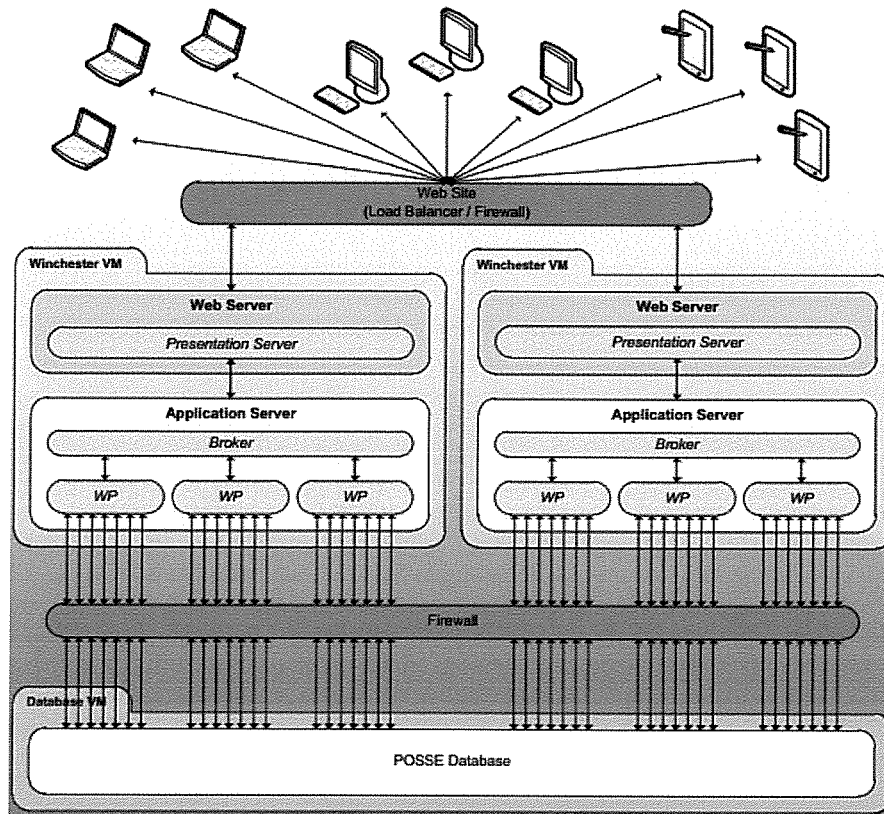 Web Site
(Load Balancer / Firewall)
Winchester VM
Winchester VM
Web Server
Web Server
Presentation Server
Presentation Server
Application Server
Application Server
Broker
Broker
WP WP WP
WP WP WP
Firewall
Database VM
POSSE Database